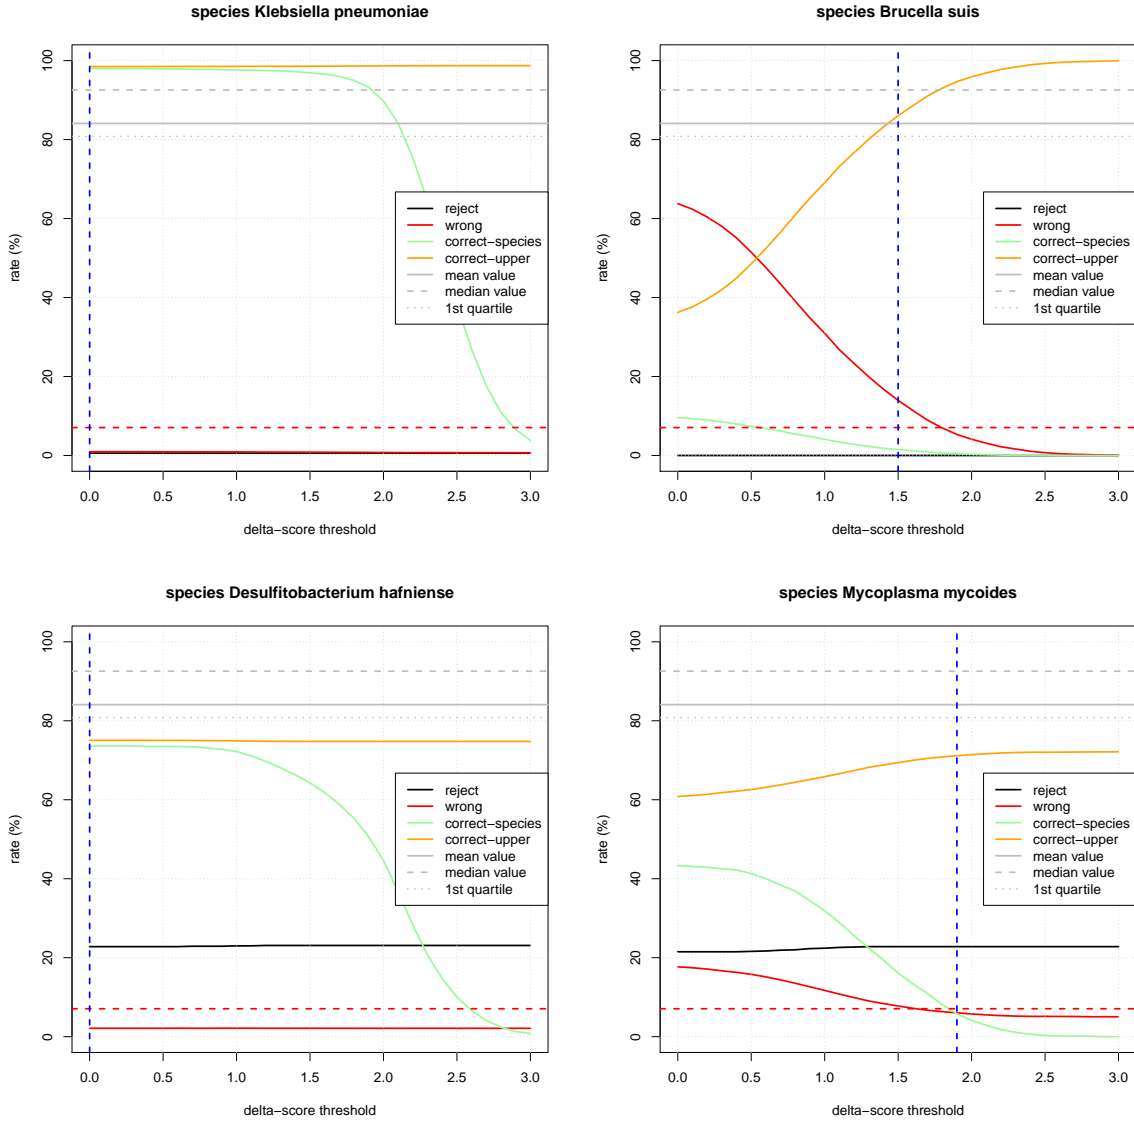 species Klebsiella pneumoniae
rate (%)
100
80
60
40
20
0
reject
wrong
correct−species
correct−upper
mean value
median value
1st quartile
0.0 0.5 1.0 1.5 2.0 2.5 3.0
delta−score threshold
species Brucella suis
rate (%)
100
80
60
40
20
0
reject
wrong
correct−species
correct−upper
mean value
median value
1st quartile
0.0 0.5 1.0 1.5 2.0 2.5 3.0
delta−score threshold
species Desulfitobacterium hafniense
rate (%)
100
80
60
40
20
0
reject
wrong
correct−species
correct−upper
mean value
median value
1st quartile
0.0 0.5 1.0 1.5 2.0 2.5 3.0
delta−score threshold
species Mycoplasma mycoides
rate (%)
100
80
60
40
20
0
reject
wrong
correct−species
correct−upper
mean value
median value
1st quartile
0.0 0.5 1.0 1.5 2.0 2.5 3.0
delta−score threshold